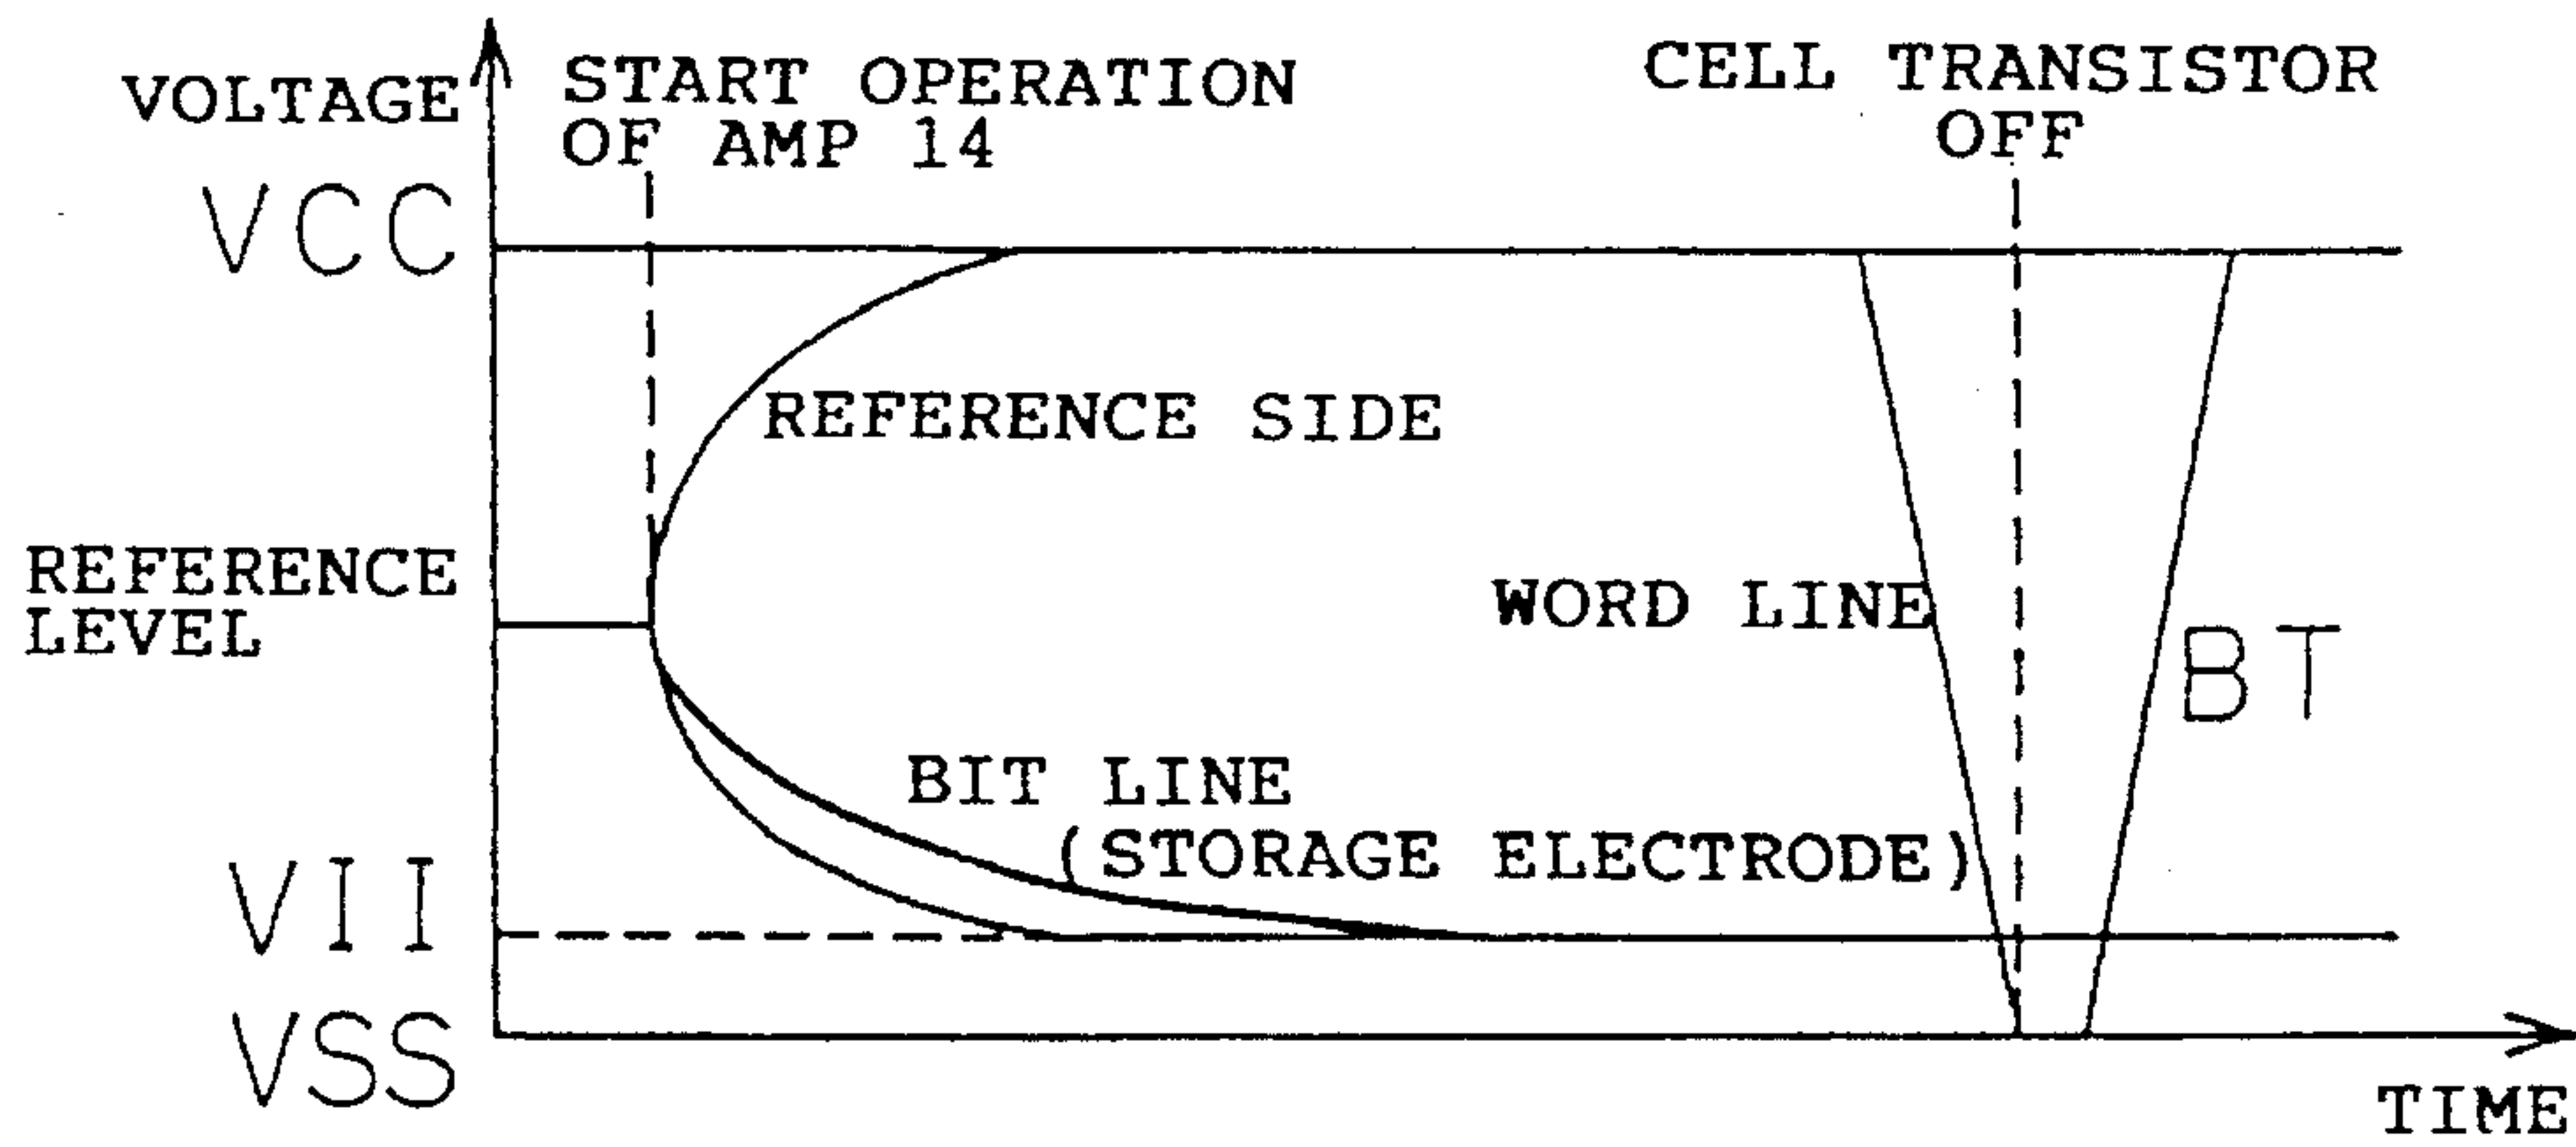 VOLTAGE
START OPERATION
OF AMP 14
CELL TRANSISTOR
OFF
VCC
REFERENCE SIDE
REFERENCE
LEVEL
WORD LINE
BT
BIT LINE
(STORAGE ELECTRODE)
VII
VSS
TIME